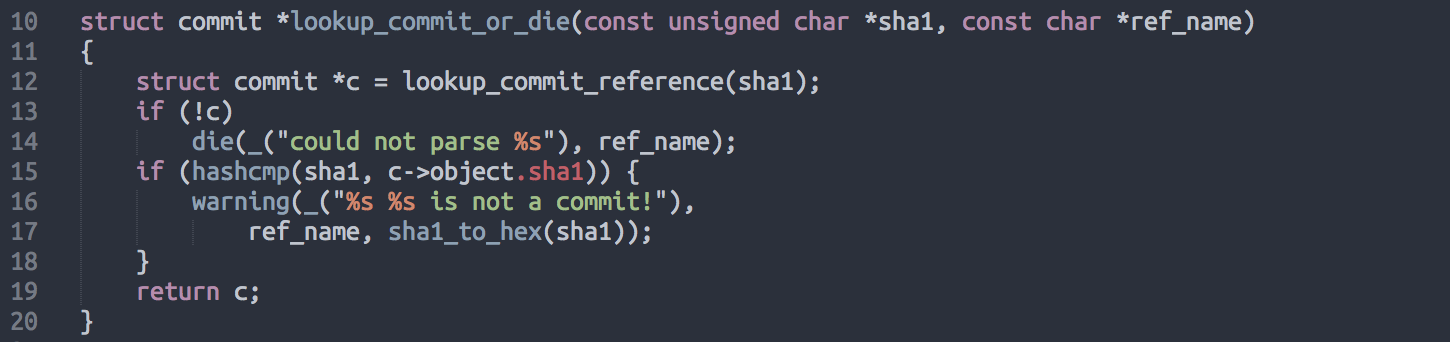 10 struct commit *lookup_commit_or_die(const unsigned char *sha1, const char *ref_name)
11 {
12     struct commit *c = lookup_commit_reference(sha1);
13     if (!c)
14         die(_("could not parse %s"), ref_name);
15     if (hashcmp(sha1, c->object.sha1)) {
16         warning(_("%s %s is not a commit!"),
17             ref_name, sha1_to_hex(sha1));
18     }
19     return c;
20 }